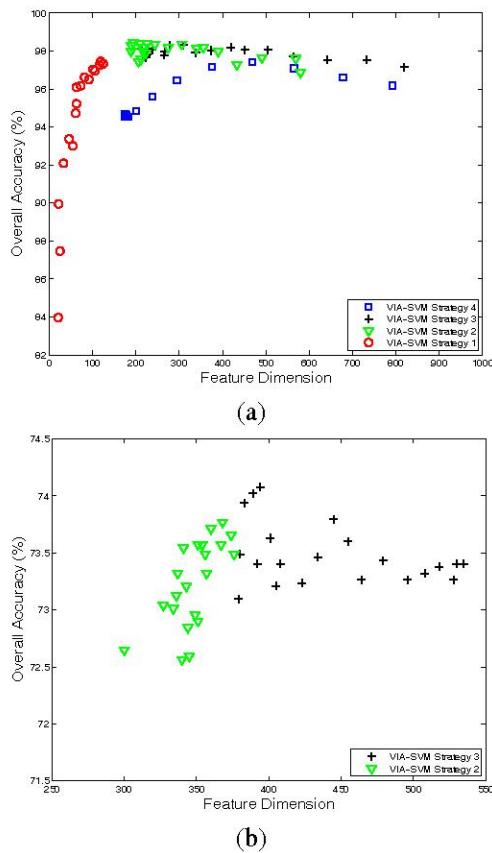 100
98
96
94
92
90
88
86
84
82
Overall Accuracy (%)
0 100 200 300 400 500 600 700 800 900 1000
Feature Dimension
VIA-SVM Strategy 4
VIA-SVM Strategy 3
VIA-SVM Strategy 2
VIA-SVM Strategy 1
(a)
74.5
74
73.5
73
72.5
72
71.5
Overall Accuracy (%)
250 300 350 400 450 500 550
Feature Dimension
VIA-SVM Strategy 3
VIA-SVM Strategy 2
(b)